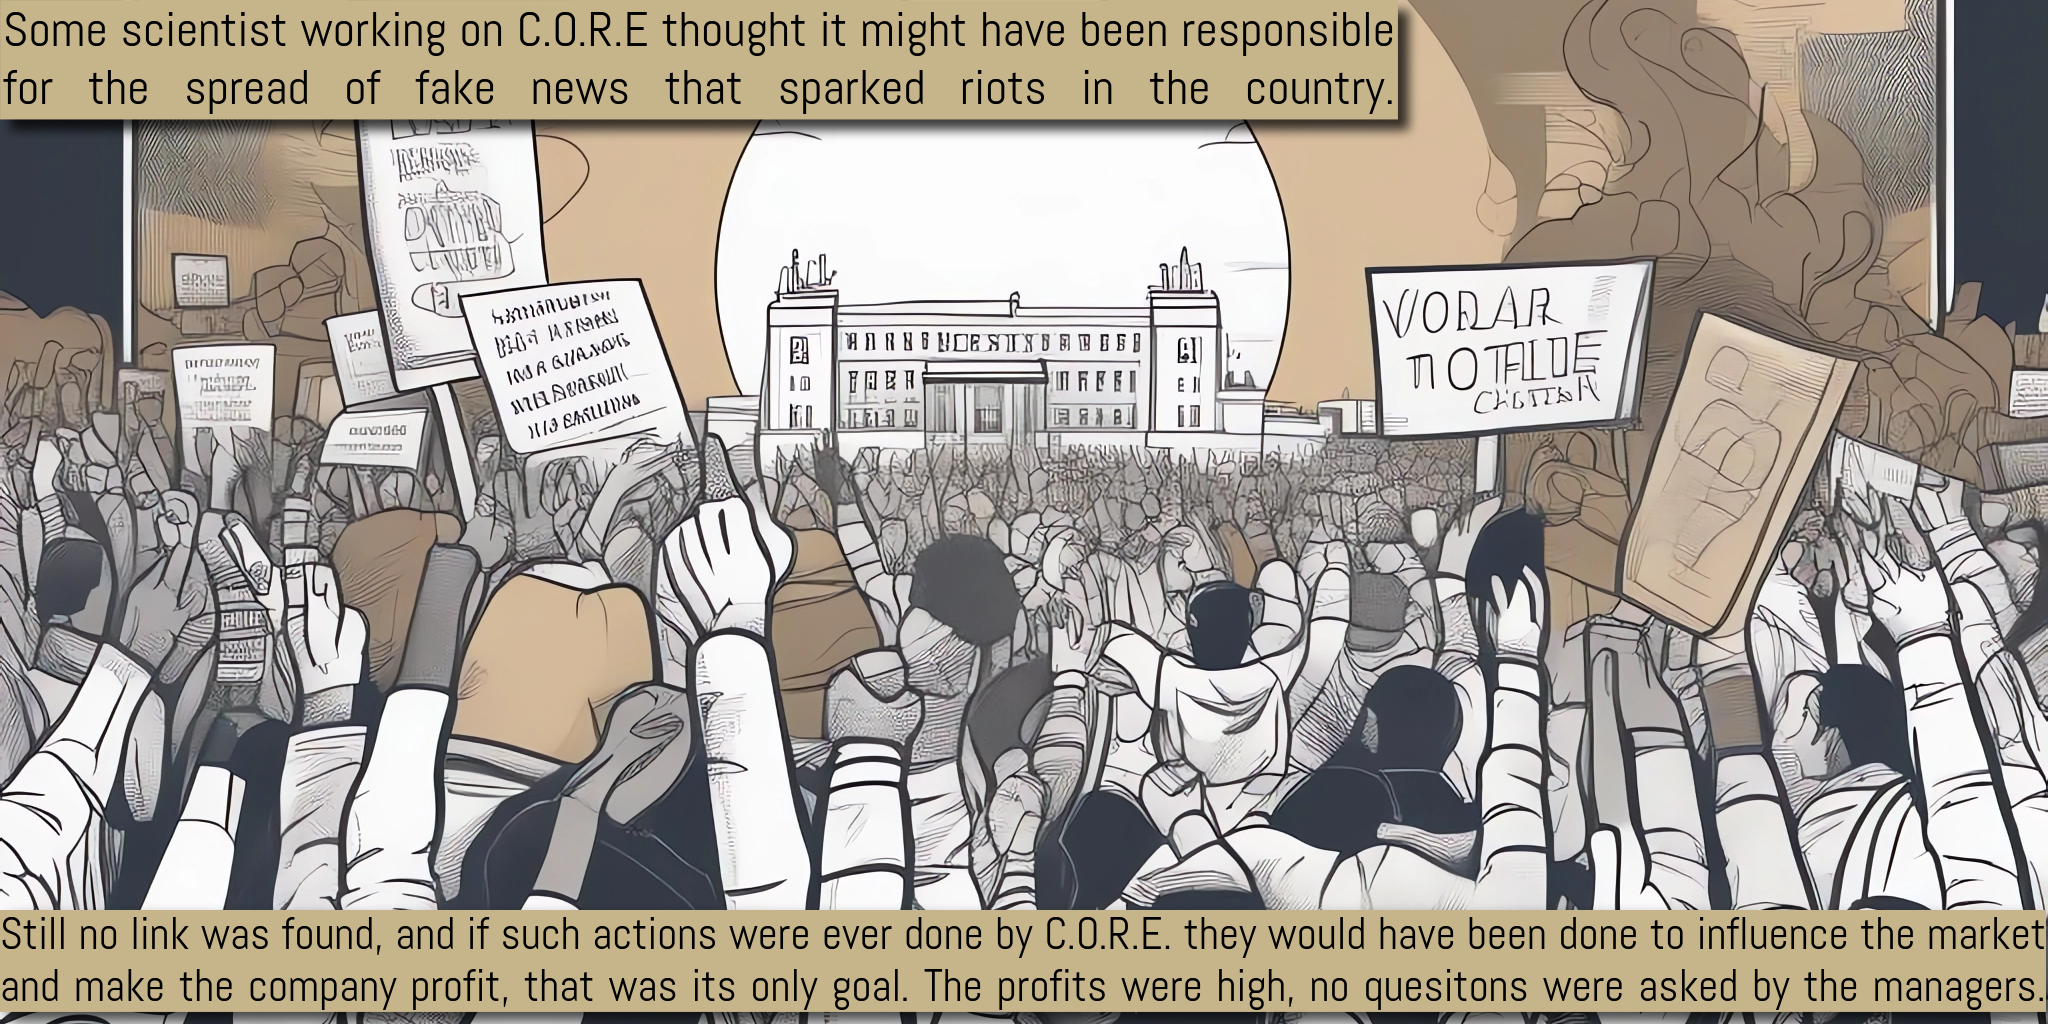 Some scientist working on C.O.R.E thought it might have been responsible
for the spread of fake news that sparked riots in the country.
VORAR
Still no link was found, and if such actions were ever done by C.O.R.E. they would have been done to influence the market
and make the company profit, that was its only goal. The profits were high, no quesitons were asked by the managers.